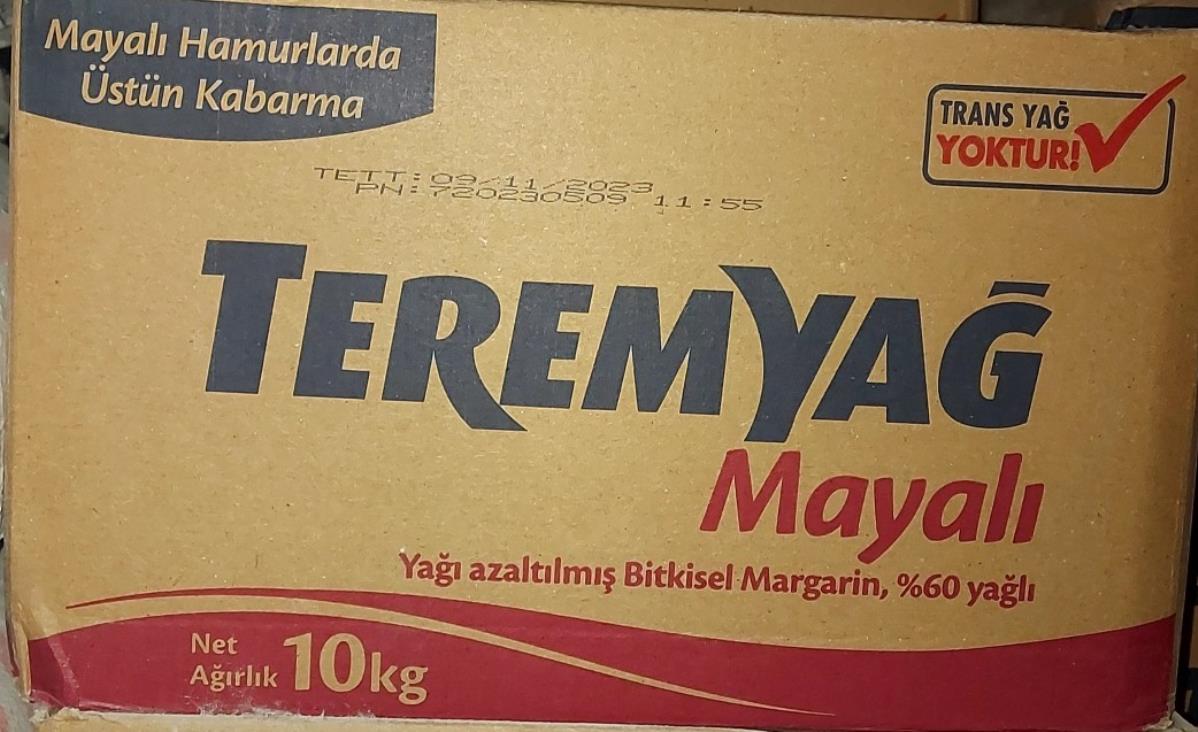 Mayalı Hamurlarda
Üstün Kabarma
TRANS YAĞ
YOKTUR!
TETT: 09/11/2023
PN:720230509 11:55
TEREMYAĞ
Mayalı
Yağı azaltılmış Bitkisel Margarin, %60 yağlı
Net
Ağırlık 10kg